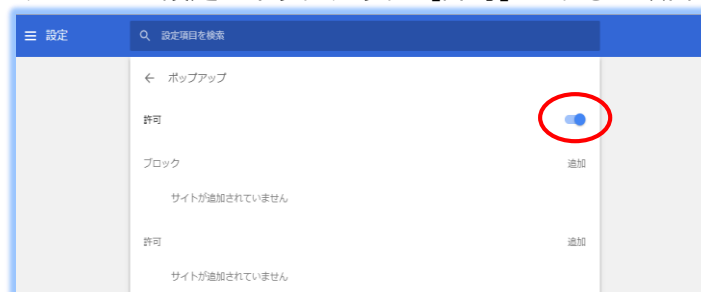 設定
設定項目を検索
ポップアップ
許可
ブロック
追加
サイトが追加されていません
許可
追加
サイトが追加されていません